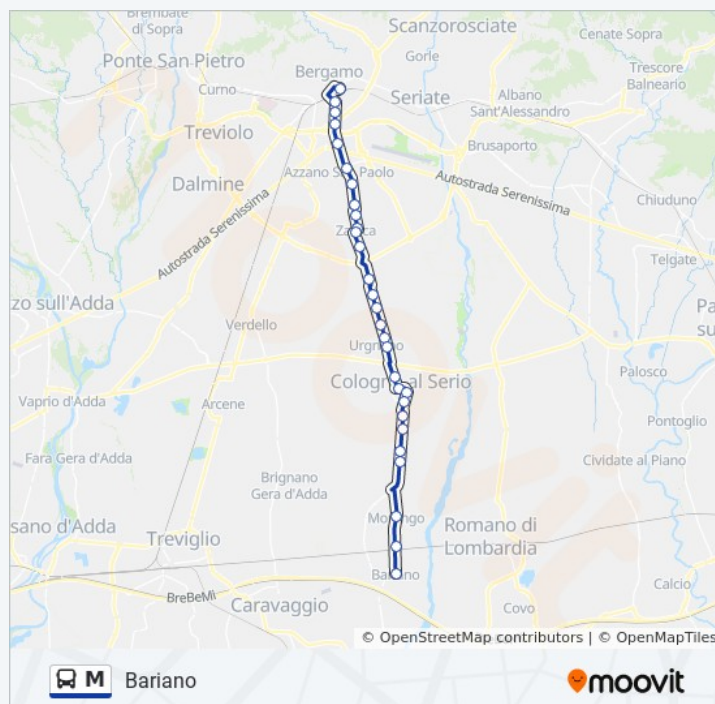 Scanzorosciate
Brembate
di Sopra
Cenate Sopra
Gorle
Ponte San Pietro
Bergamo
Trescore
Balneario
Curno
Seriate
Albano
Sant'Alessandro
Treviolo
Brusaporto
Azzano San Paolo
Dalmine
Autostrada Serenissima
Chiuduno
Autostrada Serenissima
Telgate
zo sull'Adda
Verdello
Urgnano
Palosco
Cologno al Serio
Vaprio d'Adda
Arcene
Pontoglio
Fara Gera d'Adda
Brignano
Gera d'Adda
Cividate al Piano
ssano d'Adda
Treviglio
Romano di
Lombardia
Bariano
Calcio
BreBeMi
Caravaggio
Covo
© OpenStreetMap contributors | © OpenMapTiles
M Bariano
moovit